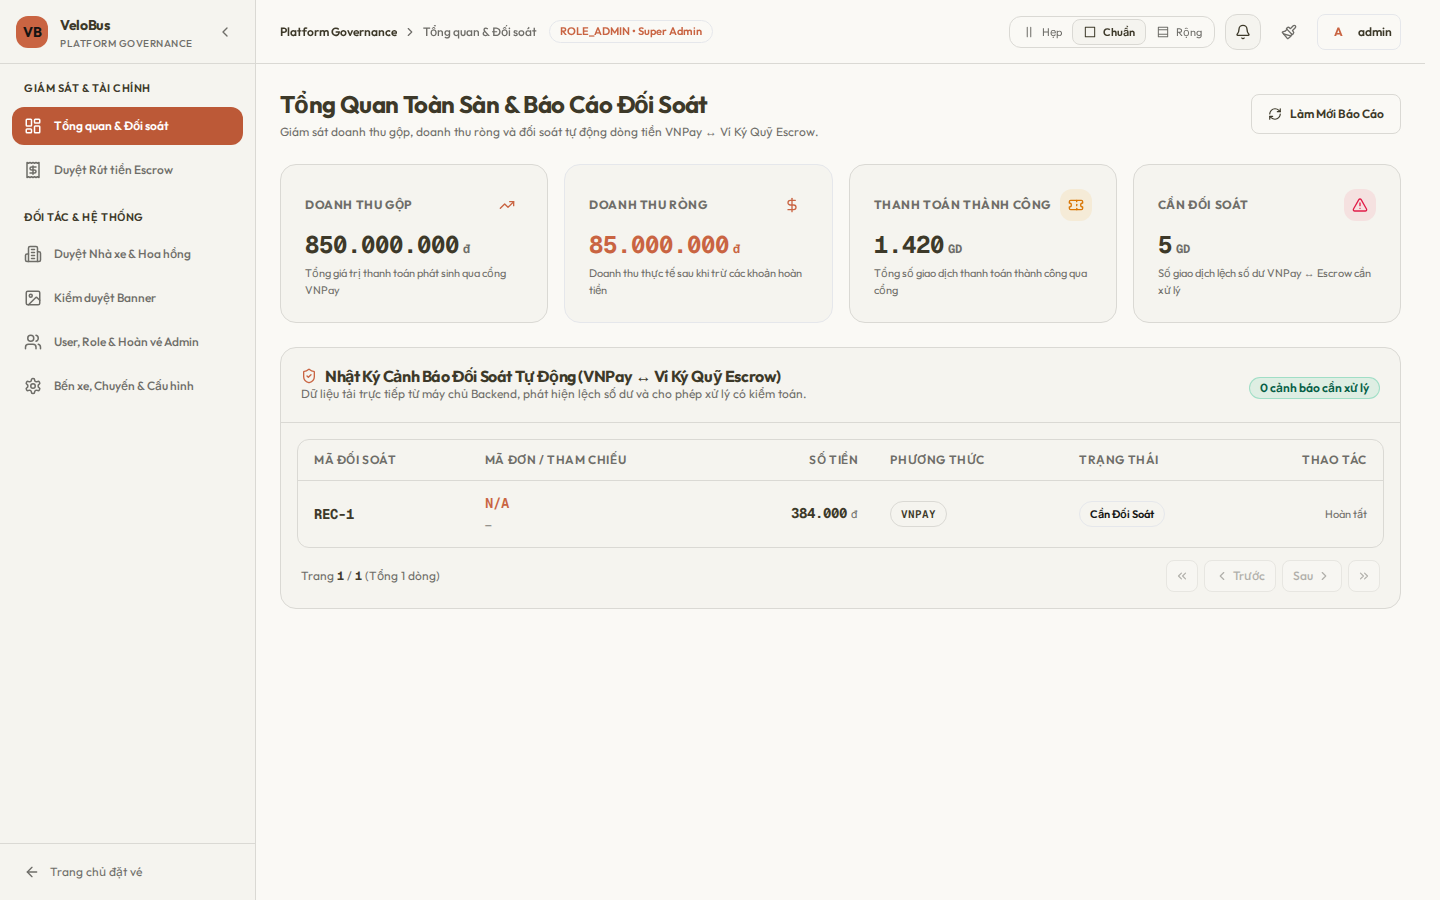 VB
VeloBus
PLATFORM GOVERNANCE
GIÁM SÁT & TÀI CHÍNH
Tổng quan & Đối soát
Duyệt Rút tiền Escrow
ĐỐI TÁC & HỆ THỐNG
Duyệt Nhà xe & Hoa hồng
Kiểm duyệt Banner
User, Role & Hoàn vé Admin
Bến xe, Chuyến & Cấu hình
Trang chủ đặt vé
Platform Governance > Tổng quan & Đối soát ROLE_ADMIN • Super Admin
Hẹp Chuẩn Rộng A admin
Tổng Quan Toàn Sàn & Báo Cáo Đối Soát
Giám sát doanh thu gộp, doanh thu ròng và đối soát tự động dòng tiền VNPay ↔ Ví Ký Quỹ Escrow.
Làm Mới Báo Cáo
DOANH THU GỘP
850.000.000 đ
Tổng giá trị thanh toán phát sinh qua cổng
VNPay
DOANH THU RÒNG
85.000.000 đ
Doanh thu thực tế sau khi trừ các khoản hoàn
tiền
THANH TOÁN THÀNH CÔNG
1.420 GD
Tổng số giao dịch thanh toán thành công qua
cổng
CẦN ĐỐI SOÁT
5 GD
Số giao dịch lệch số dư VNPay ↔ Escrow cần
xử lý
Nhật Ký Cảnh Báo Đối Soát Tự Động (VNPay ↔ Ví Ký Quỹ Escrow)
Dữ liệu tải trực tiếp từ máy chủ Backend, phát hiện lệch số dư và cho phép xử lý có kiểm toán.
0 cảnh báo cần xử lý
MÃ ĐỐI SOÁT MÃ ĐƠN / THAM CHIẾU SỐ TIỀN PHƯƠNG THỨC TRẠNG THÁI THAO TÁC
REC-1 N/A 384.000 đ VNPAY Cần Đối Soát Hoàn tất
—
Trang 1 / 1 (Tổng 1 dòng)
« ‹ Trước Sau › »